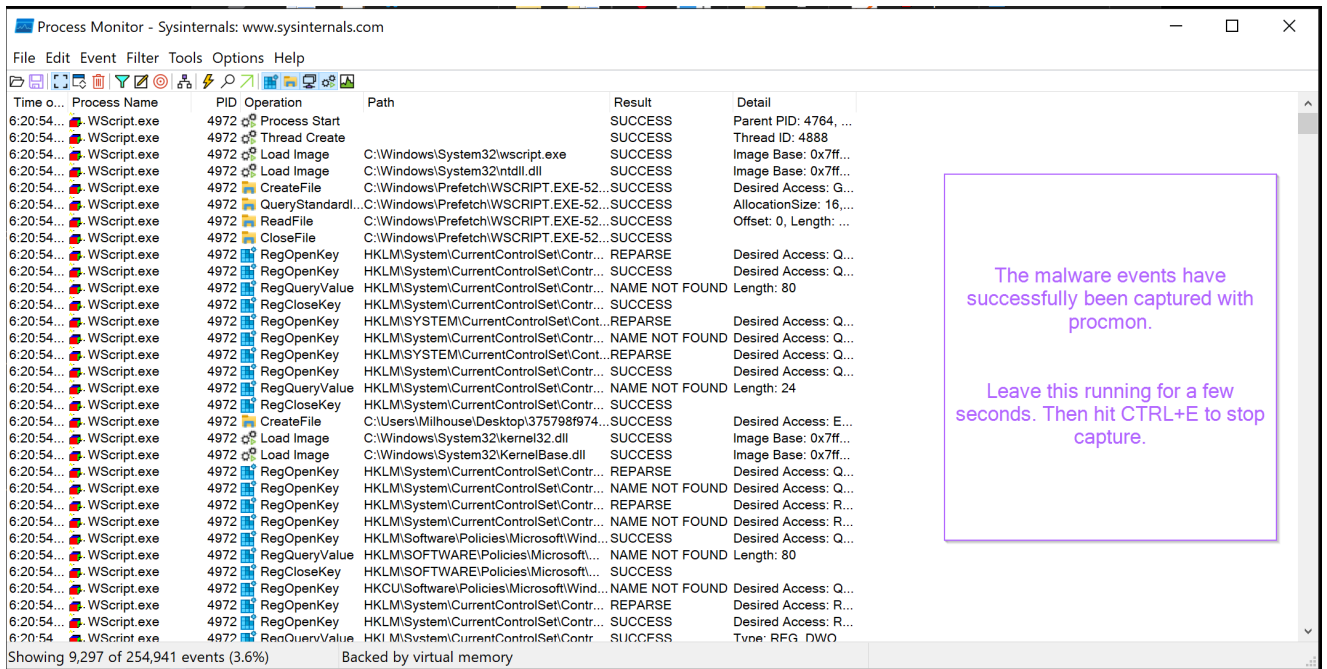 Process Monitor - Sysinternals: www.sysinternals.com
File Edit Event Filter Tools Options Help
Time o... Process Name PID Operation Path Result Detail
6:20:54... WScript.exe 4972 Process Start SUCCESS Parent PID: 4764, ...
6:20:54... WScript.exe 4972 Thread Create SUCCESS Thread ID: 4888
6:20:54... WScript.exe 4972 Load Image C:\Windows\System32\wscript.exe SUCCESS Image Base: 0x7ff...
6:20:54... WScript.exe 4972 Load Image C:\Windows\System32\ntdll.dll SUCCESS Image Base: 0x7ff...
6:20:54... WScript.exe 4972 CreateFile C:\Windows\Prefetch\WSCRIPT.EXE-52... SUCCESS Desired Access: G...
6:20:54... WScript.exe 4972 QueryStandardI... C:\Windows\Prefetch\WSCRIPT.EXE-52... SUCCESS AllocationSize: 16,...
6:20:54... WScript.exe 4972 ReadFile C:\Windows\Prefetch\WSCRIPT.EXE-52... SUCCESS Offset: 0, Length: ...
6:20:54... WScript.exe 4972 CloseFile C:\Windows\Prefetch\WSCRIPT.EXE-52... SUCCESS
6:20:54... WScript.exe 4972 RegOpenKey HKLM\System\CurrentControlSet\Contr... REPARSE Desired Access: Q...
6:20:54... WScript.exe 4972 RegOpenKey HKLM\System\CurrentControlSet\Contr... SUCCESS Desired Access: Q...
6:20:54... WScript.exe 4972 RegQueryValue HKLM\System\CurrentControlSet\Contr... NAME NOT FOUND Length: 80
6:20:54... WScript.exe 4972 RegCloseKey HKLM\System\CurrentControlSet\Contr... SUCCESS
6:20:54... WScript.exe 4972 RegOpenKey HKLM\SYSTEM\CurrentControlSet\Cont... REPARSE Desired Access: Q...
6:20:54... WScript.exe 4972 RegOpenKey HKLM\System\CurrentControlSet\Contr... NAME NOT FOUND Desired Access: Q...
6:20:54... WScript.exe 4972 RegOpenKey HKLM\SYSTEM\CurrentControlSet\Cont... REPARSE Desired Access: Q...
6:20:54... WScript.exe 4972 RegOpenKey HKLM\System\CurrentControlSet\Contr... SUCCESS Desired Access: Q...
6:20:54... WScript.exe 4972 RegQueryValue HKLM\System\CurrentControlSet\Contr... NAME NOT FOUND Length: 24
6:20:54... WScript.exe 4972 RegCloseKey HKLM\System\CurrentControlSet\Contr... SUCCESS
6:20:54... WScript.exe 4972 CreateFile C:\Users\Milhouse\Desktop\375798f974... SUCCESS Desired Access: E...
6:20:54... WScript.exe 4972 Load Image C:\Windows\System32\kernel32.dll SUCCESS Image Base: 0x7ff...
6:20:54... WScript.exe 4972 Load Image C:\Windows\System32\KernelBase.dll SUCCESS Image Base: 0x7ff...
6:20:54... WScript.exe 4972 RegOpenKey HKLM\System\CurrentControlSet\Contr... REPARSE Desired Access: Q...
6:20:54... WScript.exe 4972 RegOpenKey HKLM\System\CurrentControlSet\Contr... NAME NOT FOUND Desired Access: Q...
6:20:54... WScript.exe 4972 RegOpenKey HKLM\System\CurrentControlSet\Contr... REPARSE Desired Access: R...
6:20:54... WScript.exe 4972 RegOpenKey HKLM\System\CurrentControlSet\Contr... NAME NOT FOUND Desired Access: R...
6:20:54... WScript.exe 4972 RegOpenKey HKLM\Software\Policies\Microsoft\Wind... SUCCESS Desired Access: Q...
6:20:54... WScript.exe 4972 RegQueryValue HKLM\SOFTWARE\Policies\Microsoft\... NAME NOT FOUND Length: 80
6:20:54... WScript.exe 4972 RegCloseKey HKLM\SOFTWARE\Policies\Microsoft\... SUCCESS
6:20:54... WScript.exe 4972 RegOpenKey HKCU\Software\Policies\Microsoft\Wind... NAME NOT FOUND Desired Access: Q...
6:20:54... WScript.exe 4972 RegOpenKey HKLM\System\CurrentControlSet\Contr... REPARSE Desired Access: R...
6:20:54... WScript.exe 4972 RegOpenKey HKLM\System\CurrentControlSet\Contr... SUCCESS Desired Access: R...
6:20:54... WScript.exe 4972 RegQueryValue HKLM\System\CurrentControlSet\Contr... SUCCESS Type: REG_DWO...
The malware events have
successfully been captured with
procmon.
Leave this running for a few
seconds. Then hit CTRL+E to stop
capture.
Showing 9,297 of 254,941 events (3.6%) Backed by virtual memory